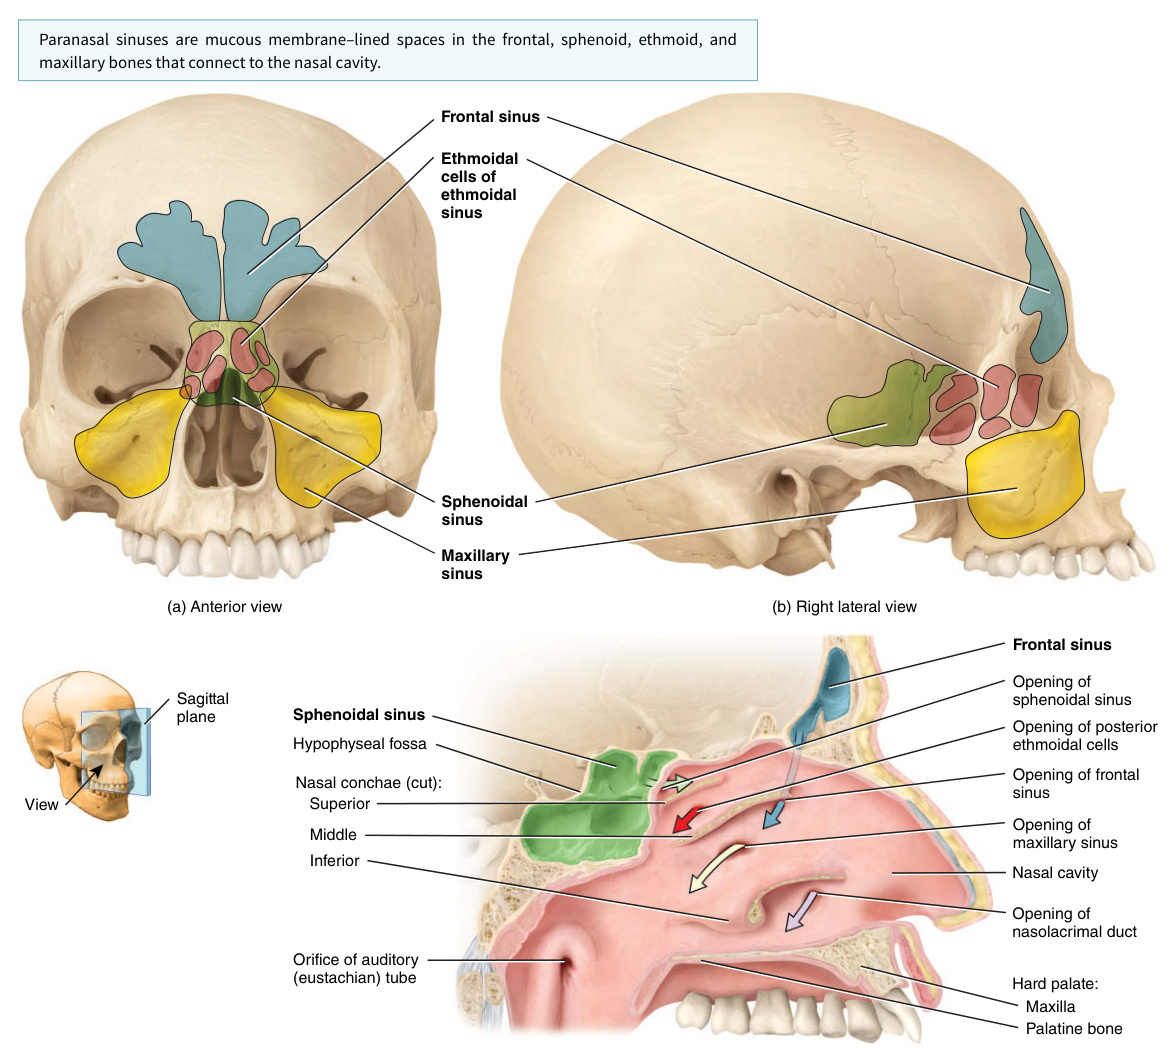 Paranasal sinuses are mucous membrane–lined spaces in the frontal, sphenoid, ethmoid, and
maxillary bones that connect to the nasal cavity.
Frontal sinus
Ethmoidal
cells of
ethmoidal
sinus
Sphenoidal
sinus
Maxillary
sinus
(a) Anterior view
(b) Right lateral view
Sagittal
plane
View
Sphenoidal sinus
Hypophyseal fossa
Nasal conchae (cut):
Superior
Middle
Inferior
Orifice of auditory
(eustachian) tube
Frontal sinus
Opening of
sphenoidal sinus
Opening of posterior
ethmoidal cells
Opening of frontal
sinus
Opening of
maxillary sinus
Nasal cavity
Opening of
nasolacrimal duct
Hard palate:
Maxilla
Palatine bone